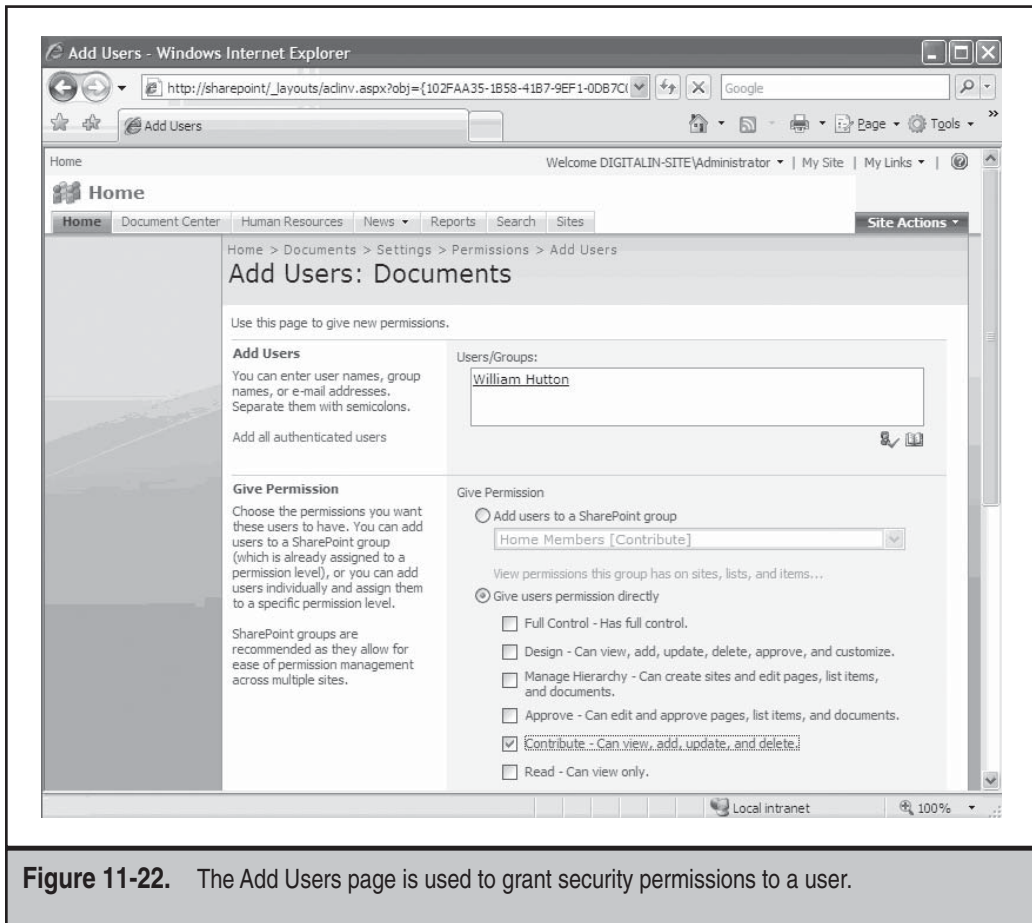 Add Users - Windows Internet Explorer
http://sharepoint/_layouts/aclinv.aspx?obj={102FAA35-1B58-41B7-9EF1-0DB7C(
Google
Add Users
Page
Tools
Home
Welcome DIGITALIN-SITE\Administrator | My Site | My Links |
Home
Home Document Center Human Resources News Reports Search Sites
Site Actions
Home > Documents > Settings > Permissions > Add Users
Add Users: Documents
Use this page to give new permissions.
Add Users
You can enter user names, group
names, or e-mail addresses.
Separate them with semicolons.
Add all authenticated users
Users/Groups:
William Hutton
Give Permission
Choose the permissions you want
these users to have. You can add
users to a SharePoint group
(which is already assigned to a
permission level), or you can add
users individually and assign them
to a specific permission level.
SharePoint groups are
recommended as they allow for
ease of permission management
across multiple sites.
Give Permission
Add users to a SharePoint group
Home Members [Contribute]
View permissions this group has on sites, lists, and items...
Give users permission directly
Full Control - Has full control.
Design - Can view, add, update, delete, approve, and customize.
Manage Hierarchy - Can create sites and edit pages, list items,
and documents.
Approve - Can edit and approve pages, list items, and documents.
Contribute - Can view, add, update, and delete.
Read - Can view only.
Local intranet
100%
Figure 11-22. The Add Users page is used to grant security permissions to a user.